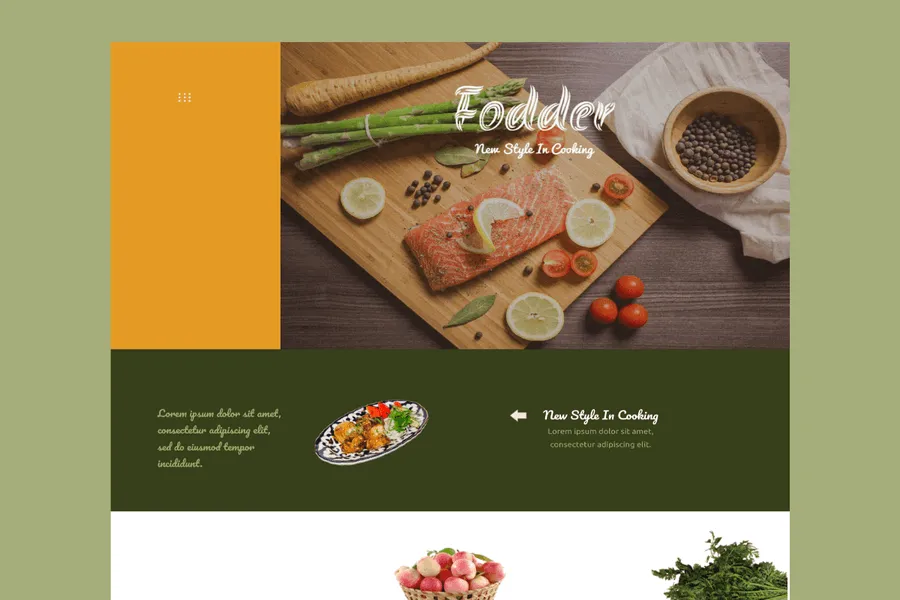 Fodder
New Style In Cooking
Lorem ipsum dolor sit amet,
consectetur adipiscing elit,
sed do eiusmod tempor
incididunt.
New Style In Cooking
Lorem ipsum dolor sit amet,
consectetur adipiscing elit.